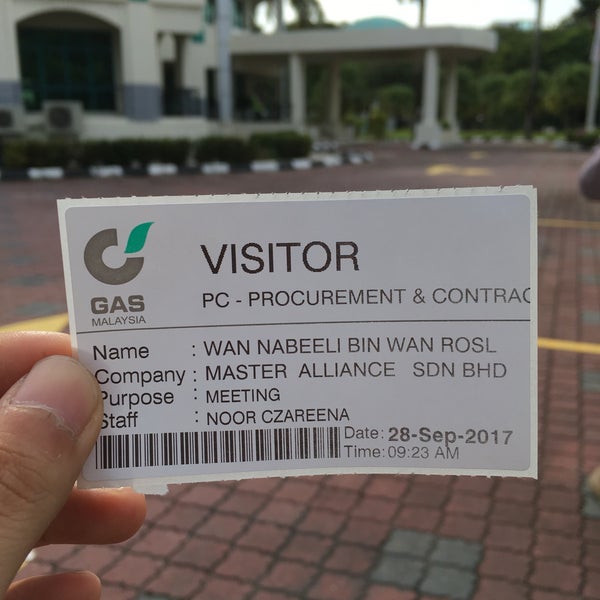 GAS
MALAYSIA
VISITOR
PC - PROCUREMENT & CONTRAC
Name : WAN NABEELI BIN WAN ROSL
Company : MASTER ALLIANCE SDN BHD
Purpose : MEETING
Staff : NOOR CZAREENA
Date: 28-Sep-2017
Time: 09:23 AM